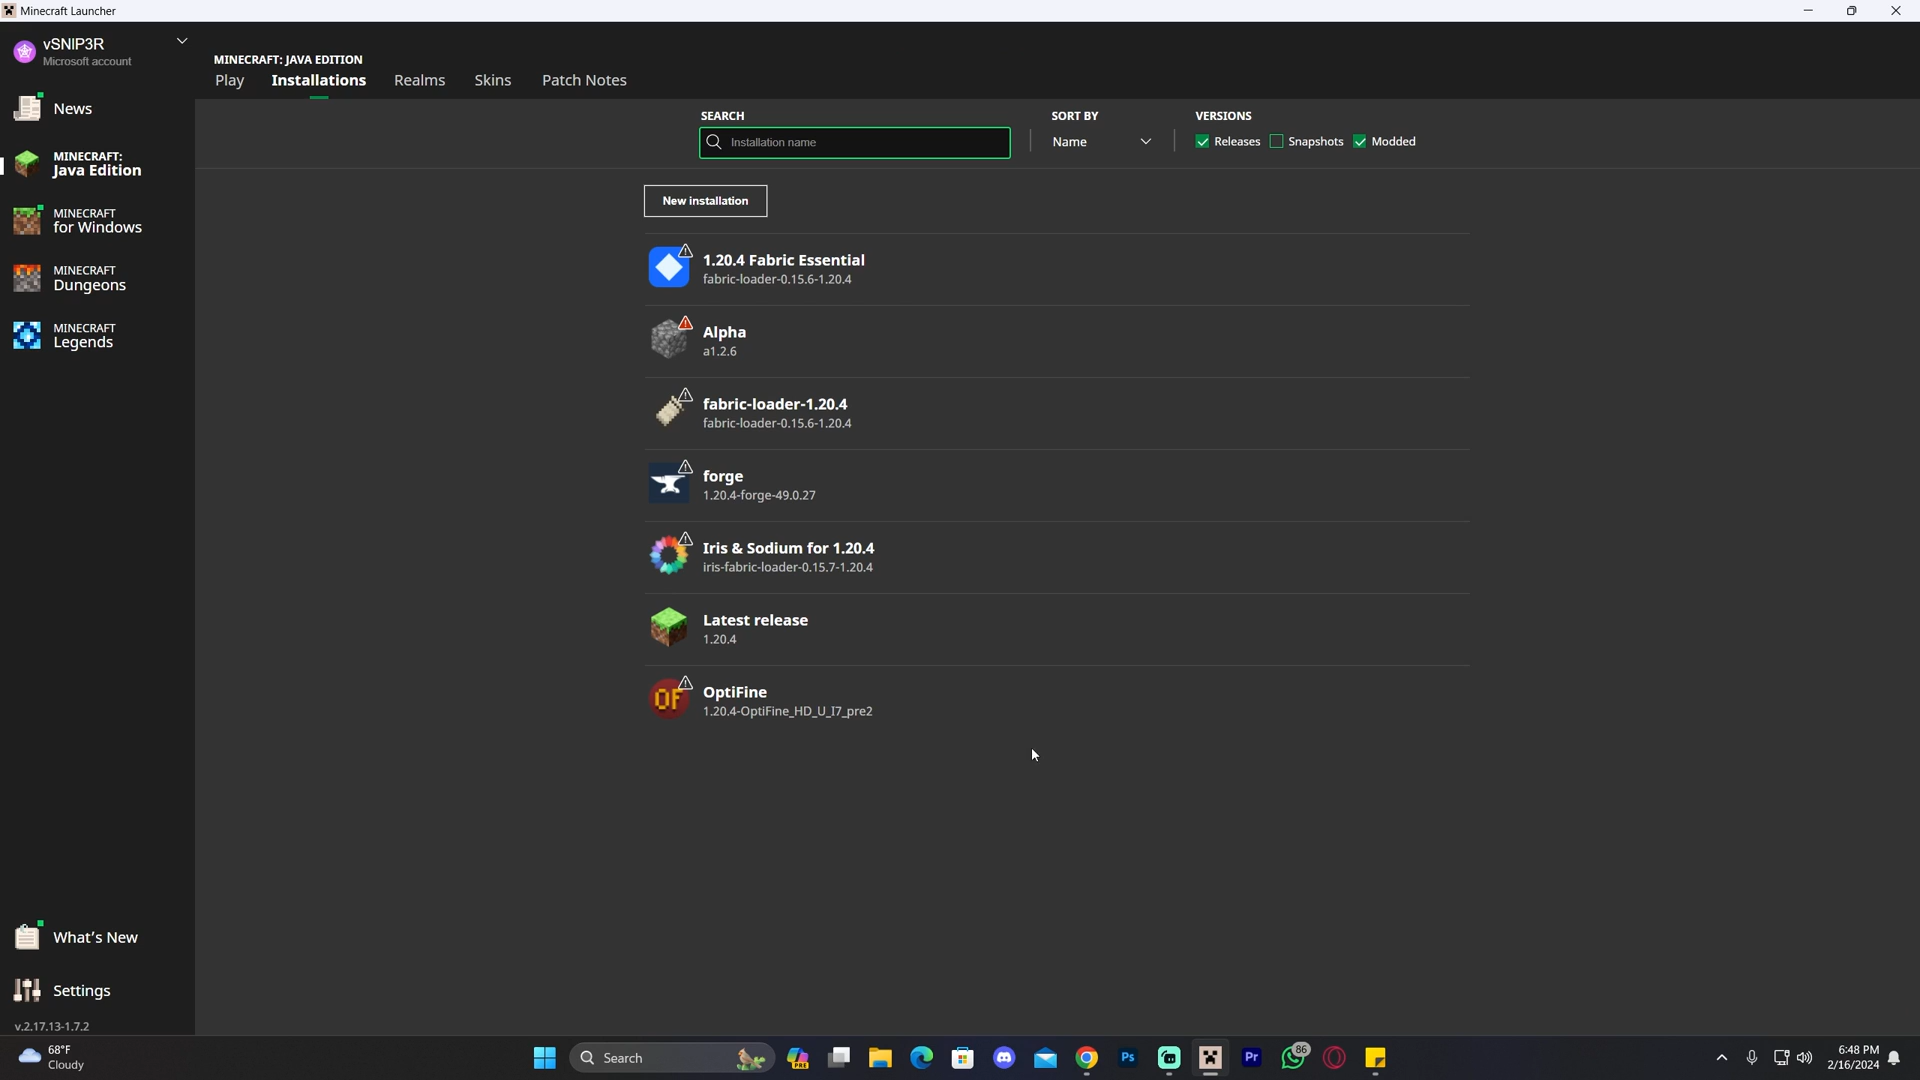 Minecraft Launcher
vSNIP3R
Microsoft account
News
MINECRAFT:
Java Edition
MINECRAFT
for Windows
MINECRAFT
Dungeons
MINECRAFT
Legends
What's New
Settings
v.2.17.13-1.7.2
MINECRAFT: JAVA EDITION
Play Installations Realms Skins Patch Notes
SEARCH SORT BY VERSIONS
Installation name Name Releases Snapshots Modded
New installation
1.20.4 Fabric Essential
fabric-loader-0.15.6-1.20.4
Alpha
a1.2.6
fabric-loader-1.20.4
fabric-loader-0.15.6-1.20.4
forge
1.20.4-forge-49.0.27
Iris & Sodium for 1.20.4
iris-fabric-loader-0.15.7-1.20.4
Latest release
1.20.4
OF
OptiFine
1.20.4-OptiFine_HD_U_I7_pre2
68°F
Cloudy
Search
PRE
Ps
Pr
86
6:48 PM
2/16/2024